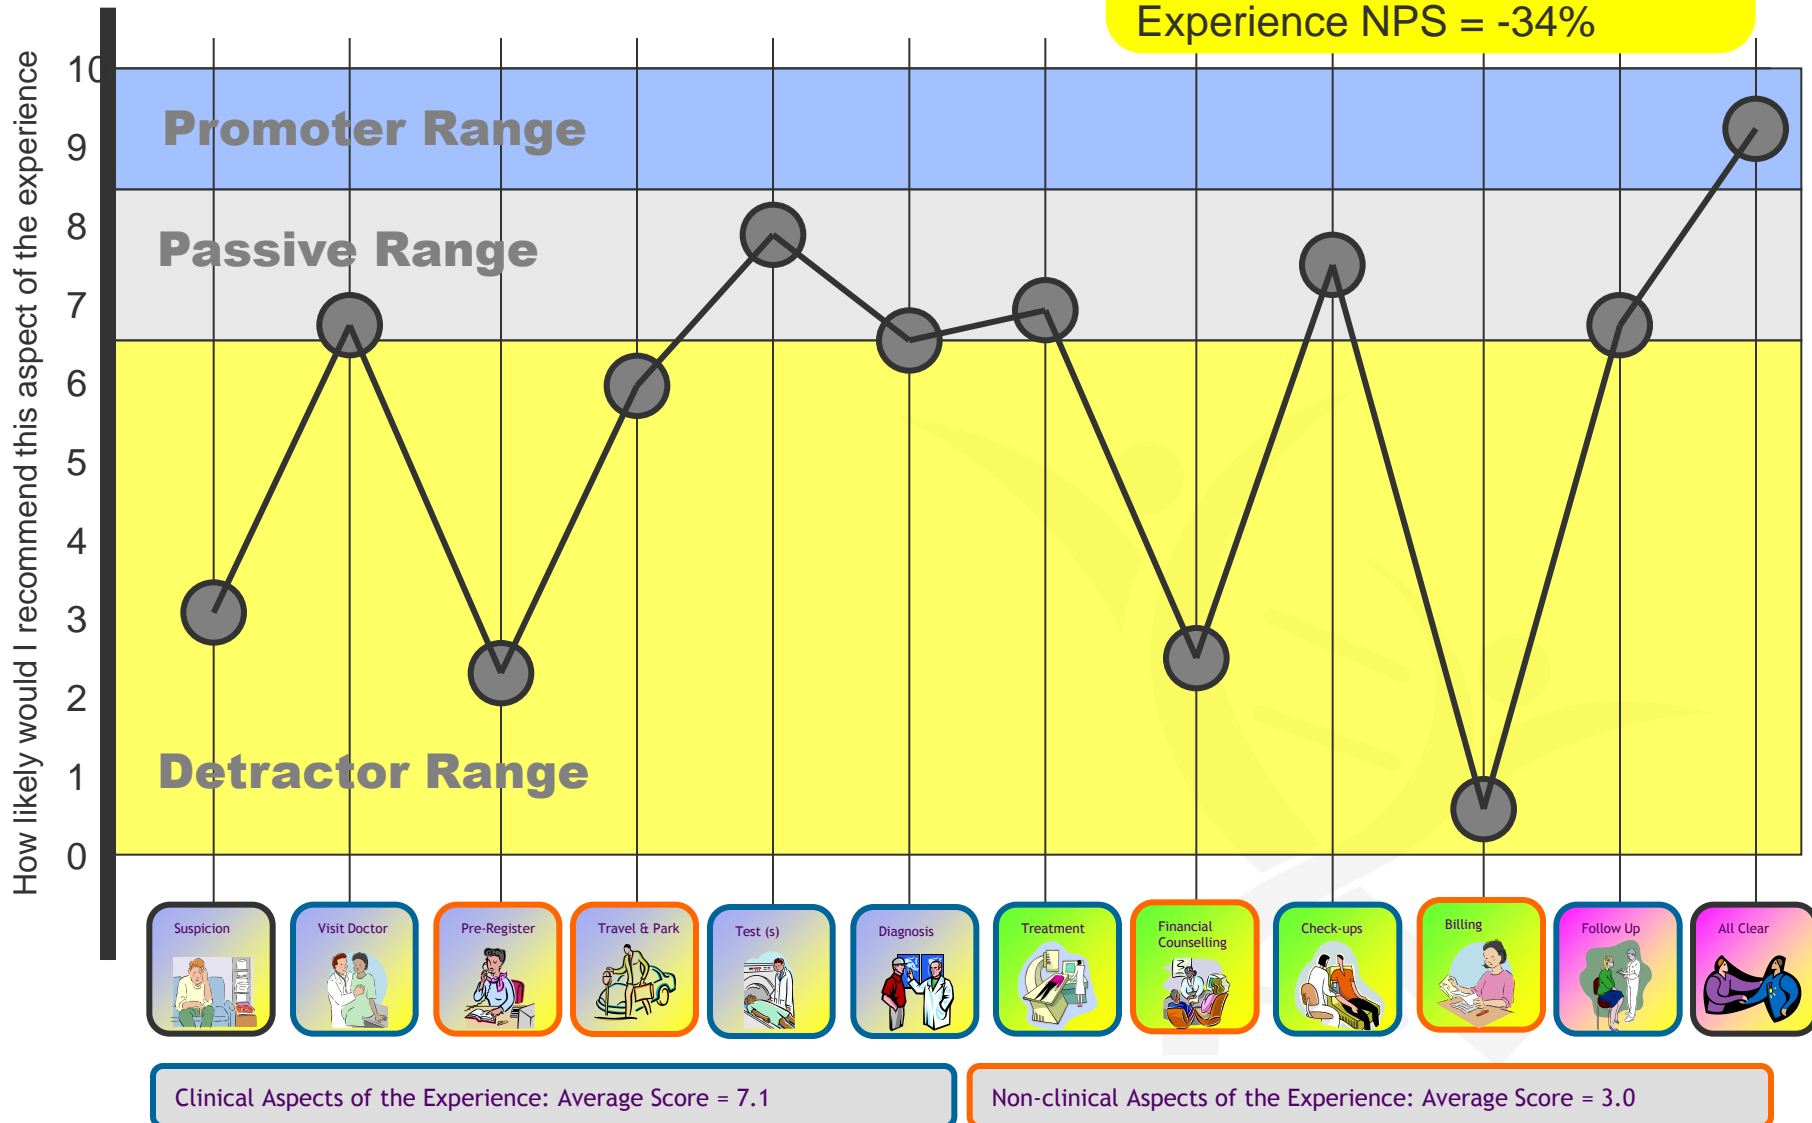 Experience NPS = -34%
How likely would I recommend this aspect of the experience
10
9
8
7
6
5
4
3
2
1
0
Promoter Range
Passive Range
Detractor Range
Suspicion
Visit Doctor
Pre-Register
Travel & Park
Test (s)
Diagnosis
Treatment
Financial
Counselling
Check-ups
Billing
Follow Up
All Clear
Clinical Aspects of the Experience: Average Score = 7.1
Non-clinical Aspects of the Experience: Average Score = 3.0